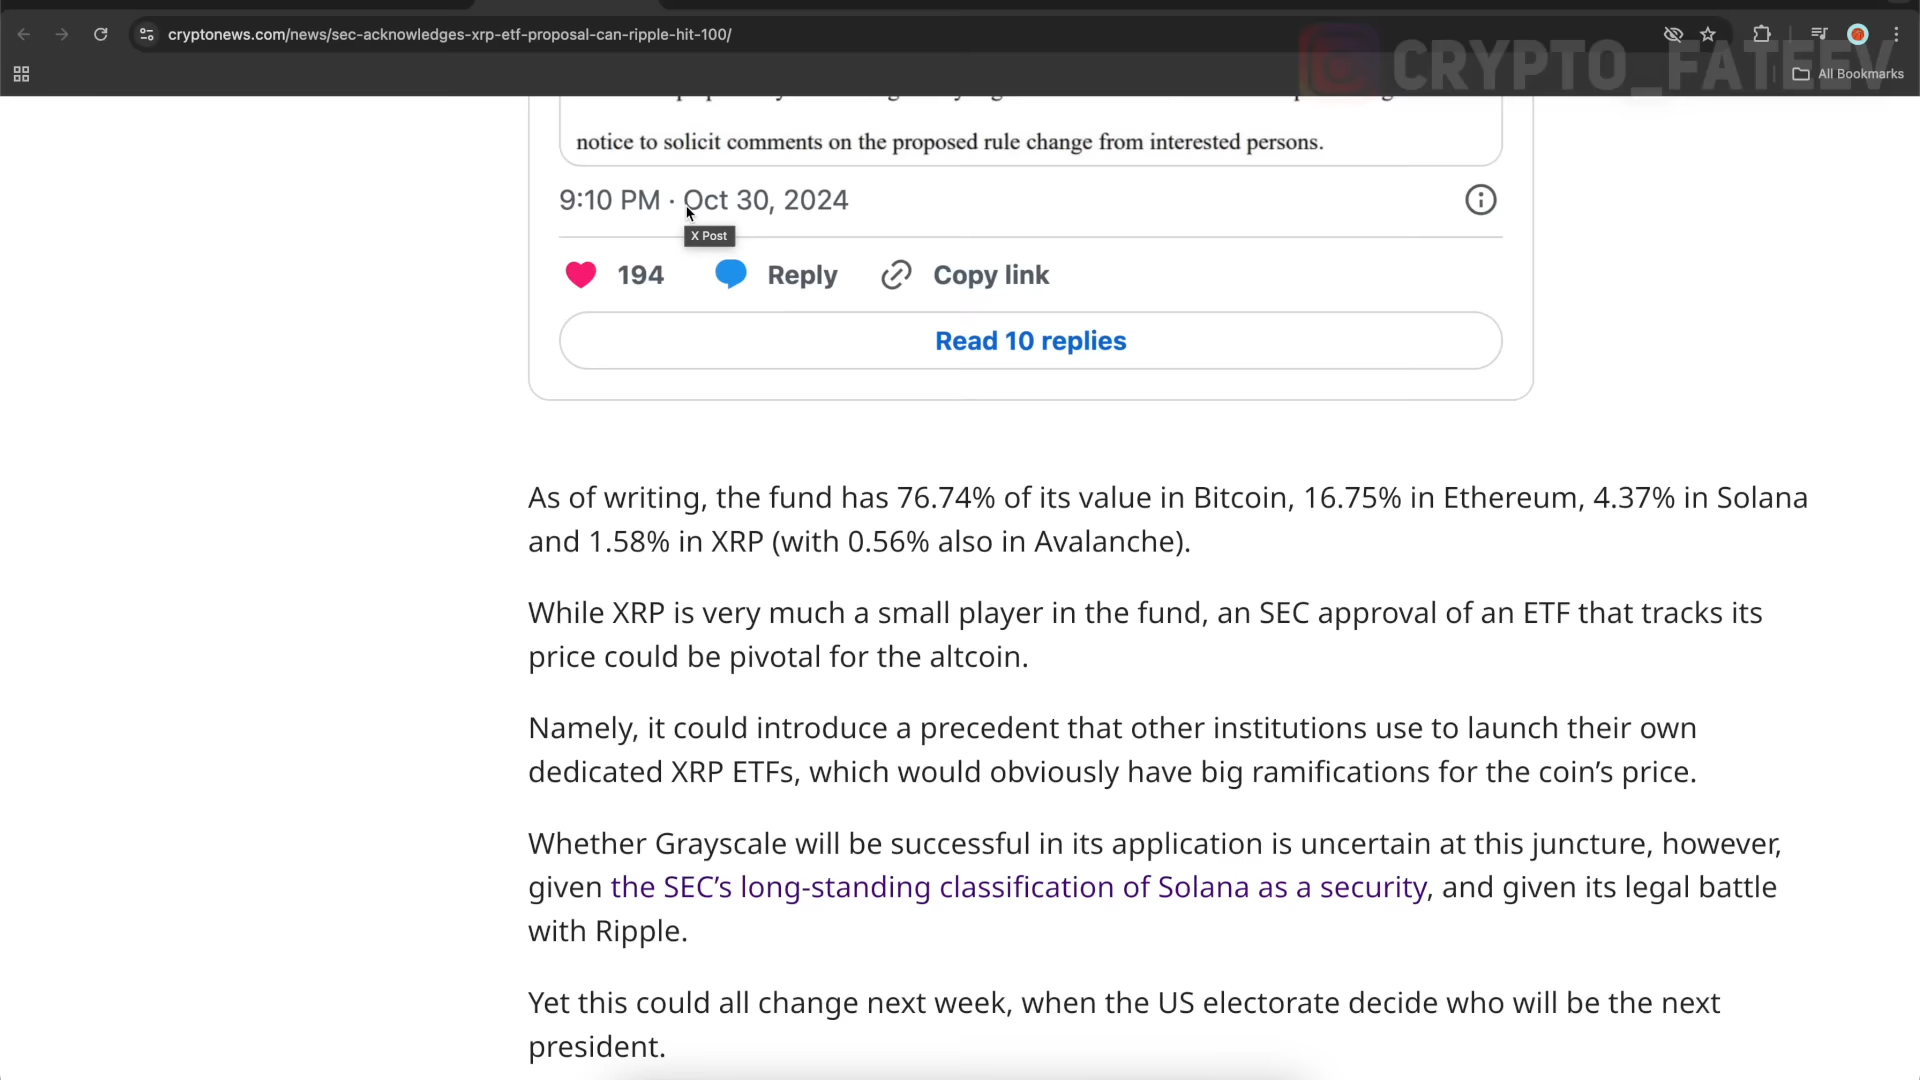 cryptonews.com/news/sec-acknowledges-xrp-etf-proposal-can-ripple-hit-100/
CRYPTO_FATEEV
All Bookmarks
notice to solicit comments on the proposed rule change from interested persons.
9:10 PM · Oct 30, 2024
X Post
194 Reply Copy link
Read 10 replies
As of writing, the fund has 76.74% of its value in Bitcoin, 16.75% in Ethereum, 4.37% in Solana
and 1.58% in XRP (with 0.56% also in Avalanche).
While XRP is very much a small player in the fund, an SEC approval of an ETF that tracks its
price could be pivotal for the altcoin.
Namely, it could introduce a precedent that other institutions use to launch their own
dedicated XRP ETFs, which would obviously have big ramifications for the coin’s price.
Whether Grayscale will be successful in its application is uncertain at this juncture, however,
given the SEC’s long-standing classification of Solana as a security, and given its legal battle
with Ripple.
Yet this could all change next week, when the US electorate decide who will be the next
president.